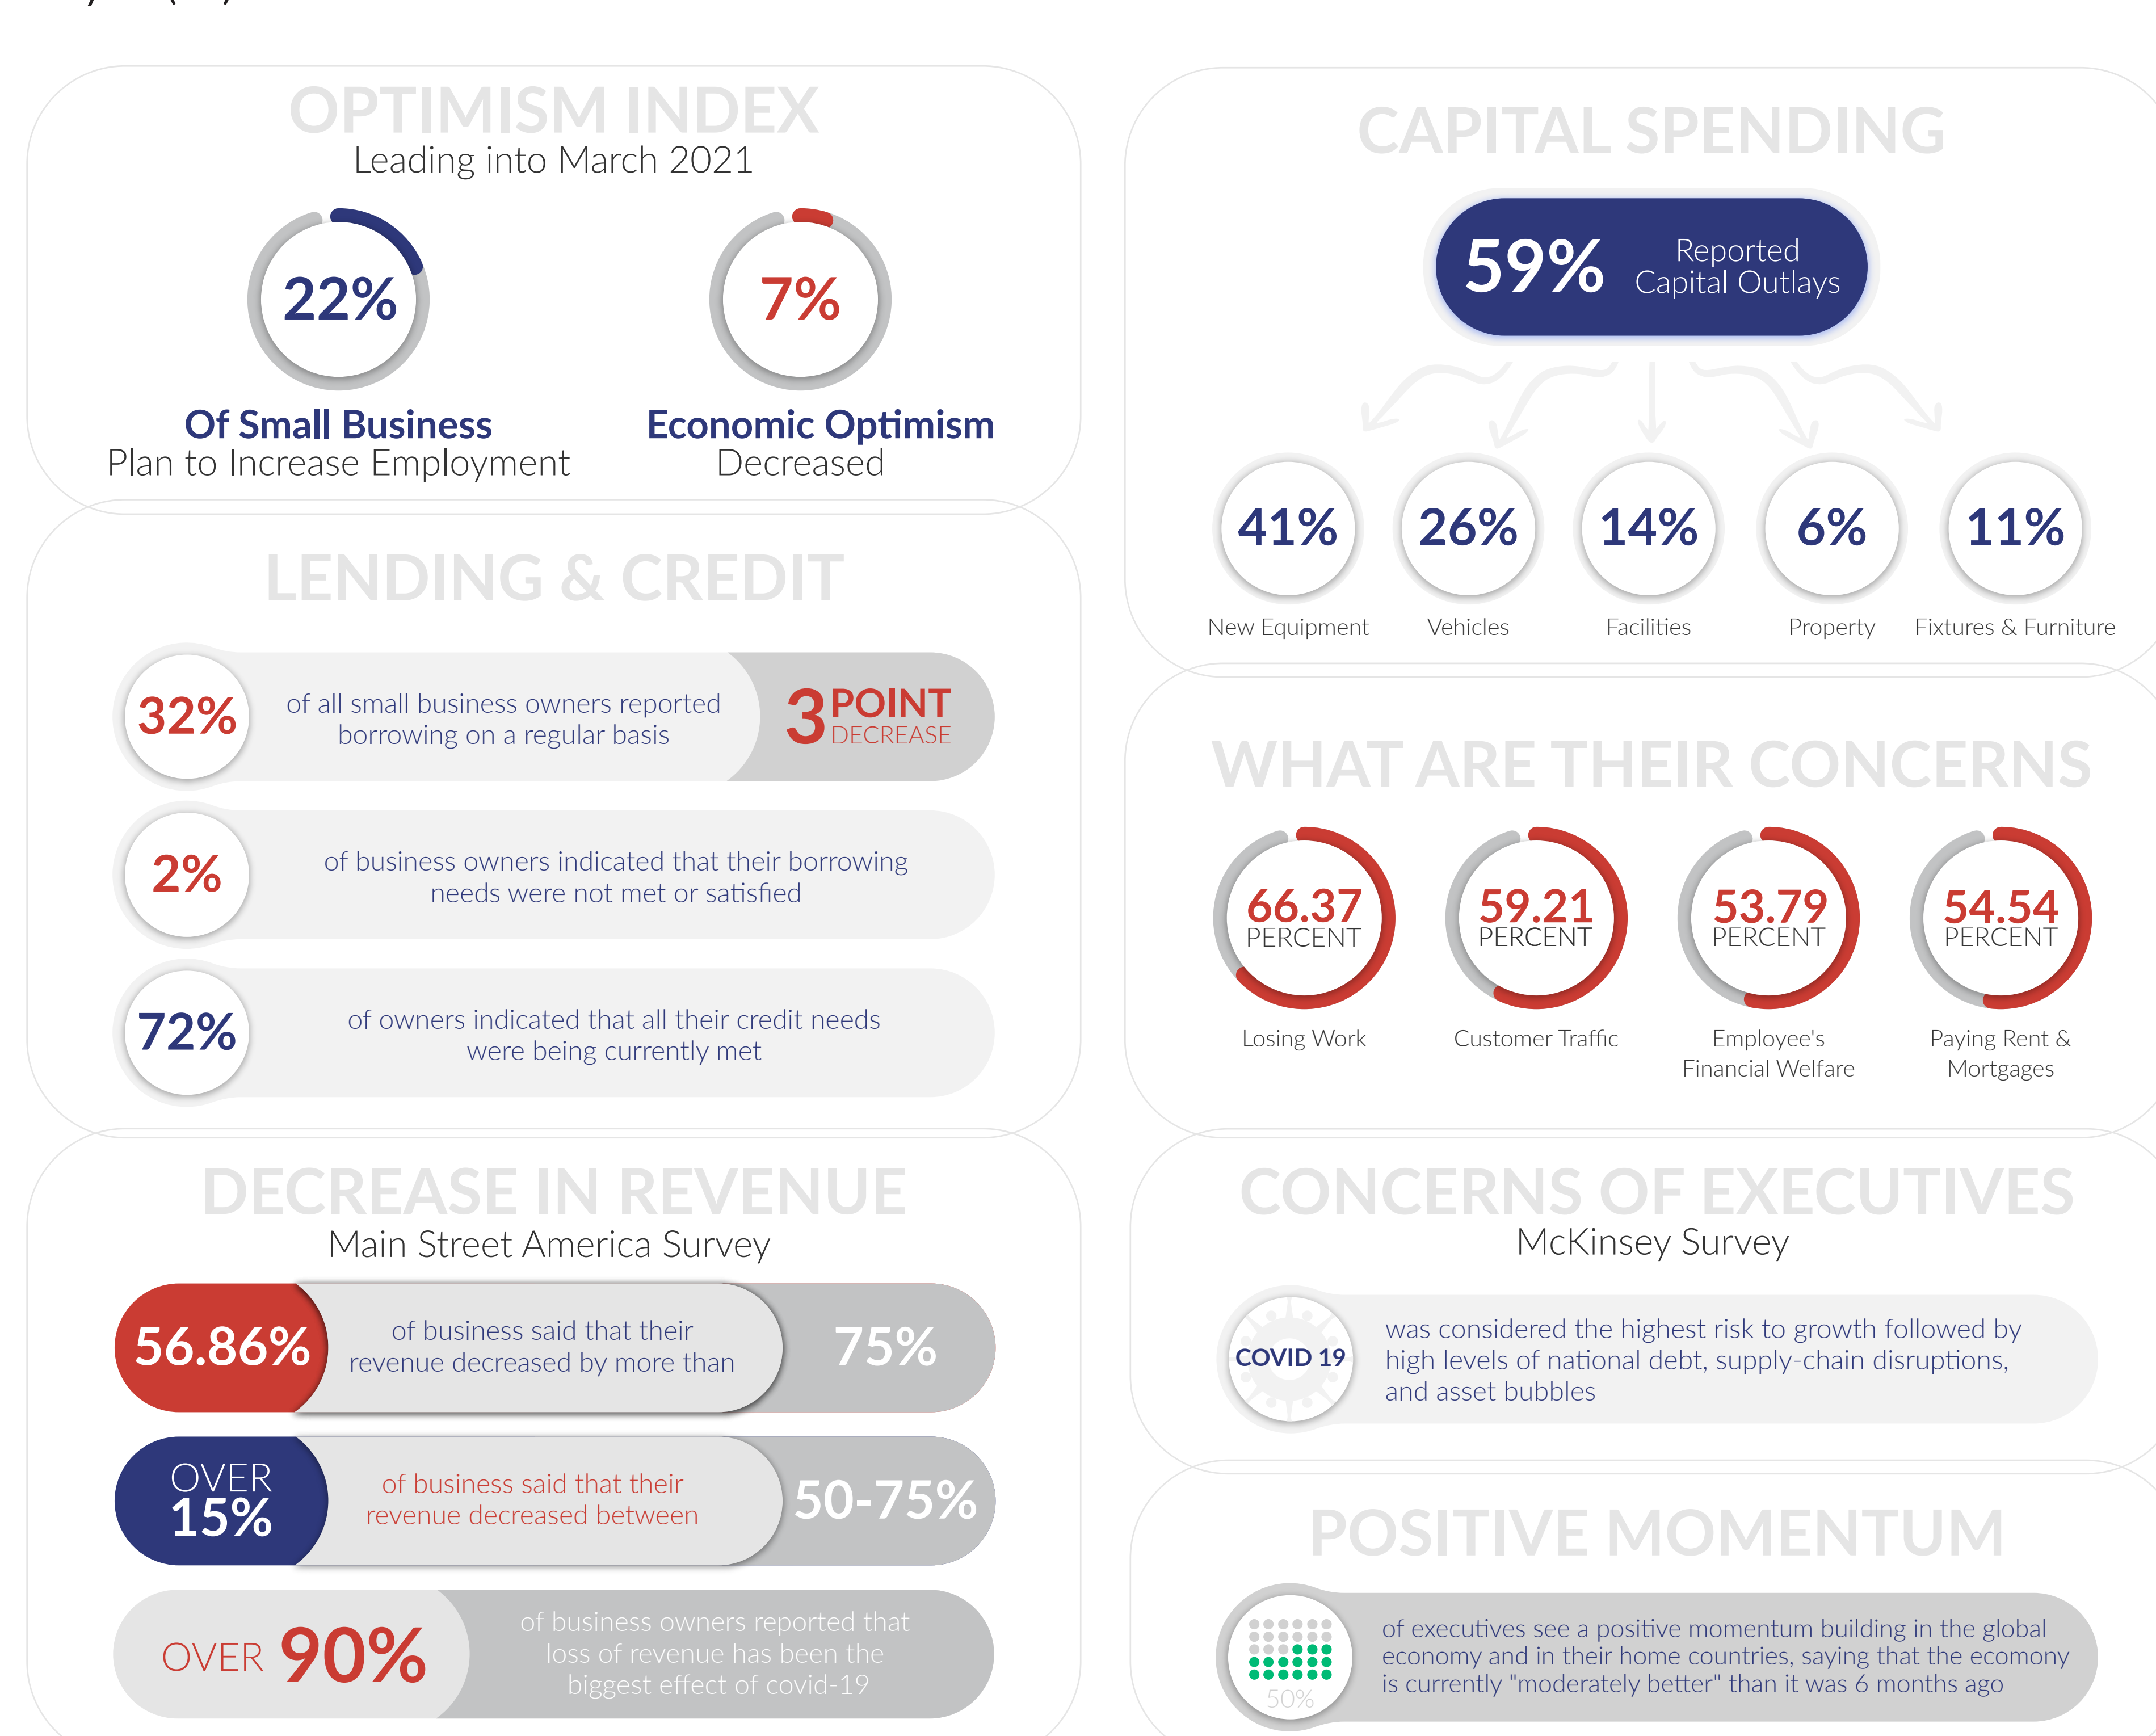 OPTIMISM INDEX
Leading into March 2021
22%
Of Small Business
Plan to Increase Employment
7%
Economic Optimism
Decreased
LENDING & CREDIT
32%
of all small business owners reported
borrowing on a regular basis
3 POINT
DECREASE
2%
of business owners indicated that their borrowing
needs were not met or satisfied
72%
of owners indicated that all their credit needs
were being currently met
DECREASE IN REVENUE
Main Street America Survey
56.86%
of business said that their
revenue decreased by more than
75%
OVER
15%
of business said that their
revenue decreased between
50-75%
OVER 90%
of business owners reported that
loss of revenue has been the
biggest effect of covid-19
CAPITAL SPENDING
59%
Reported
Capital Outlays
41%
New Equipment
26%
Vehicles
14%
Facilities
6%
Property
11%
Fixtures & Furniture
WHAT ARE THEIR CONCERNS
66.37
PERCENT
Losing Work
59.21
PERCENT
Customer Traffic
53.79
PERCENT
Employee's
Financial Welfare
54.54
PERCENT
Paying Rent &
Mortgages
CONCERNS OF EXECUTIVES
McKinsey Survey
COVID 19
was considered the highest risk to growth followed by
high levels of national debt, supply-chain disruptions,
and asset bubbles
POSITIVE MOMENTUM
50%
of executives see a positive momentum building in the global
economy and in their home countries, saying that the ecomony
is currently "moderately better" than it was 6 months ago